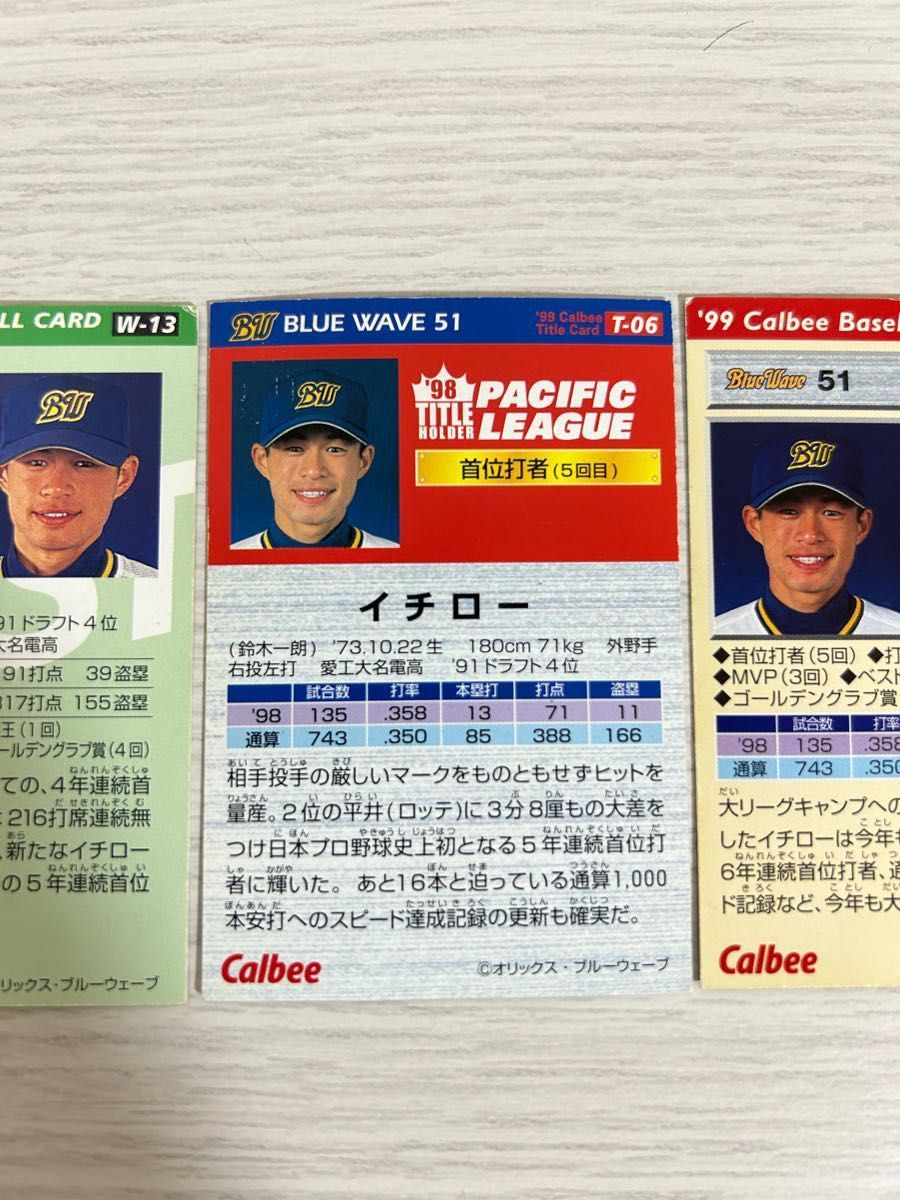 LL CARD W-13
91ドラフト4位
大名電高
91打点 39盗塁
317打点 155盗塁
王(1回)
ールデングラブ賞(4回)
ての、4年連続首
216打席連続無
新たなイチロー
の5年連続首位
リックス・ブルーウェーブ
BW BLUE WAVE 51
'99 Calbee
Title Card T-06
'98
TITLE
HOLDER
PACIFIC
LEAGUE
首位打者(5回目)
イチロー
(鈴木一朗) '73.10.22生 180cm 71kg 外野手
右投左打 愛工大名電高 '91ドラフト4位
試合数 打率 本塁打 打点 盗塁
'98 135 .358 13 71 11
通算 743 .350 85 388 166
相手投手の厳しいマークをものともせずヒットを
量産。2位の平井(ロッテ)に3分8厘もの大差を
つけ日本プロ野球史上初となる5年連続首位打
者に輝いた。あと16本と迫っている通算1,000
本安打へのスピード達成記録の更新も確実だ。
Calbee
©オリックス・ブルーウェーブ
'99 Calbee Baseb
BlueWave 51
BW
◆首位打者(5回) ◆打
◆MVP(3回) ◆ベスト
◆ゴールデングラブ賞
試合数 打率
'98 135 .358
通算 743 .350
大リーグキャンプへの
したイチローは今年も
6年連続首位打者、通
ド記録など、今年も大
Calbee